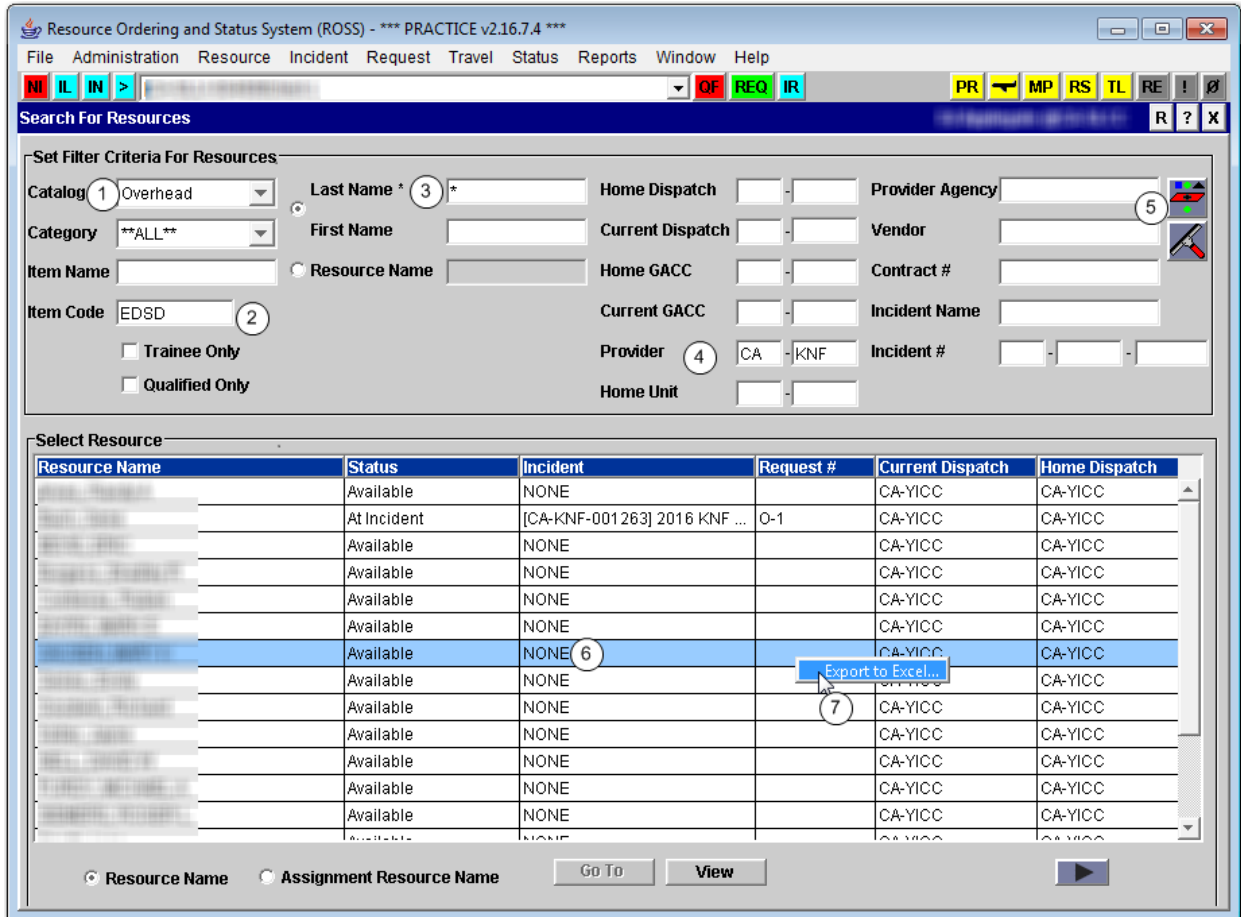 Resource Ordering and Status System (ROSS) - *** PRACTICE v2.16.7.4 ***
File Administration Resource Incident Request Travel Status Reports Window Help
NI IL IN > QF REQ IR PR MP RS TL RE ! Ø
Search For Resources R ? X
Set Filter Criteria For Resources
Catalog 1 Overhead Last Name * 3 * Home Dispatch - Provider Agency 5
Category **ALL** First Name Current Dispatch - Vendor
Item Name Resource Name Home GACC - Contract #
Item Code EDSD 2 Current GACC - Incident Name
Trainee Only Provider 4 CA - KNF Incident # - -
Qualified Only Home Unit -
Select Resource
Resource Name Status Incident Request # Current Dispatch Home Dispatch
Available NONE CA-YICC CA-YICC
At Incident [CA-KNF-001263] 2016 KNF ... O-1 CA-YICC CA-YICC
Available NONE CA-YICC CA-YICC
Available NONE CA-YICC CA-YICC
Available NONE CA-YICC CA-YICC
Available NONE CA-YICC CA-YICC
Available NONE 6 CA-YICC CA-YICC
Export to Excel...
Available NONE CA-YICC CA-YICC
Available NONE 7 CA-YICC CA-YICC
Available NONE CA-YICC CA-YICC
Available NONE CA-YICC CA-YICC
Available NONE CA-YICC CA-YICC
Available NONE CA-YICC CA-YICC
Resource Name Assignment Resource Name Go To View